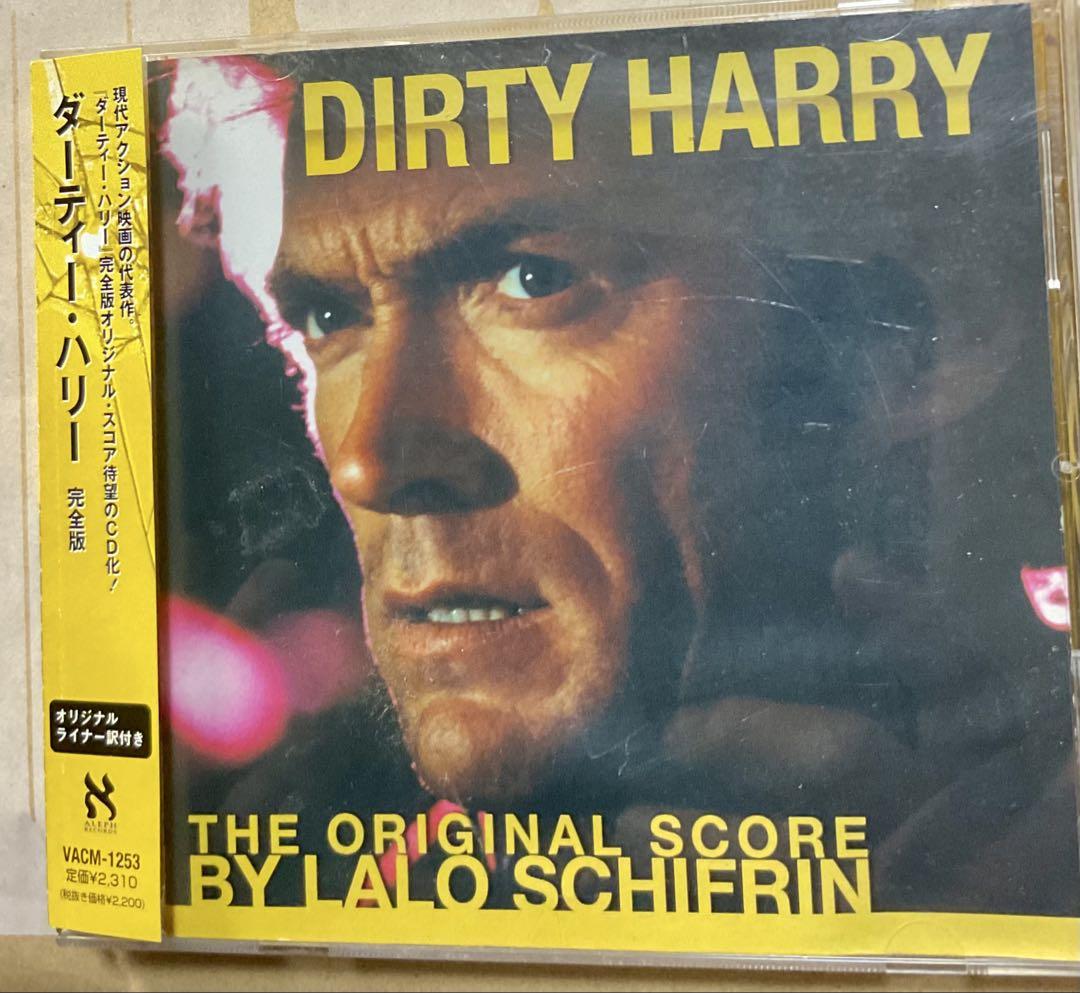 現代アクション映画の代表作。
『ダーティー・ハリー』完全版オリジナル・スコア待望のCD化!
ダーティー・ハリー 完全版
オリジナル
ライナー訳付き
ALEPH
RECORDS
VACM-1253
定価¥2,310
(税抜き価格¥2,200)
DIRTY HARRY
THE ORIGINAL SCORE
BY LALO SCHIFRIN